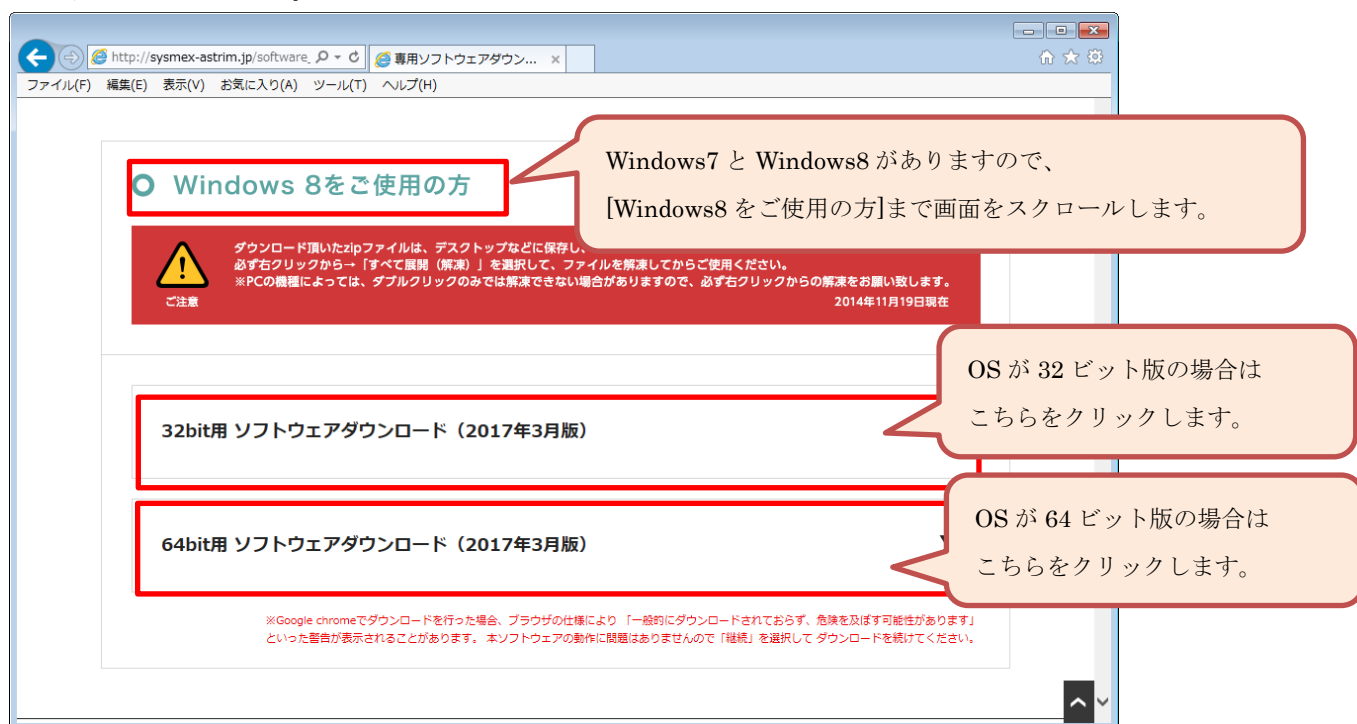 http://sysmex-astrim.jp/software_
専用ソフトウェアダウン...
ファイル(F) 編集(E) 表示(V) お気に入り(A) ツール(T) ヘルプ(H)
Windows7 と Windows8 がありますので、
[Windows8 をご使用の方]まで画面をスクロールします。
Windows 8をご使用の方
ダウンロード頂いたzipファイルは、デスクトップなどに保存し、
必ず右クリックから→「すべて展開（解凍）」を選択して、ファイルを解凍してからご使用ください。
※PCの機種によっては、ダブルクリックのみでは解凍できない場合がありますので、必ず右クリックからの解凍をお願い致します。
ご注意
2014年11月19日現在
OS が 32 ビット版の場合は
こちらをクリックします。
32bit用 ソフトウェアダウンロード（2017年3月版）
OS が 64 ビット版の場合は
こちらをクリックします。
64bit用 ソフトウェアダウンロード（2017年3月版）
※Google chromeでダウンロードを行った場合、ブラウザの仕様により 「一般的にダウンロードされておらず、危険を及ぼす可能性があります」
といった警告が表示されることがあります。 本ソフトウェアの動作に問題はありませんので「継続」を選択して ダウンロードを続けてください。